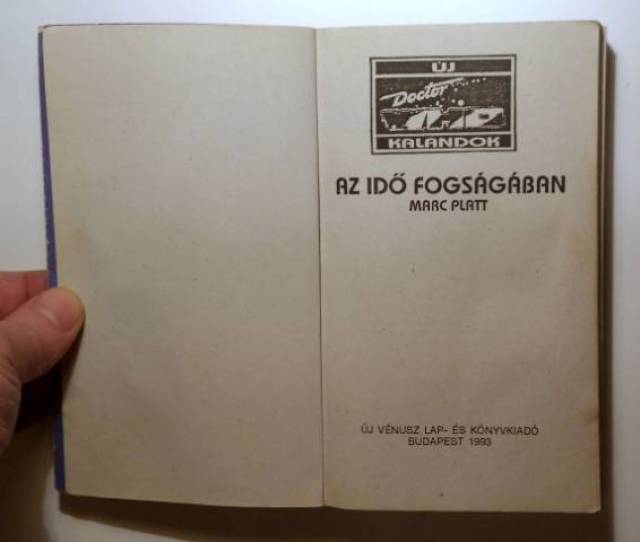 ÚJ
Doctor
WHO
KALANDOK
AZ IDŐ FOGSÁGÁBAN
MARC PLATT
ÚJ VÉNUSZ LAP- ÉS KÖNYVKIADÓ
BUDAPEST 1993